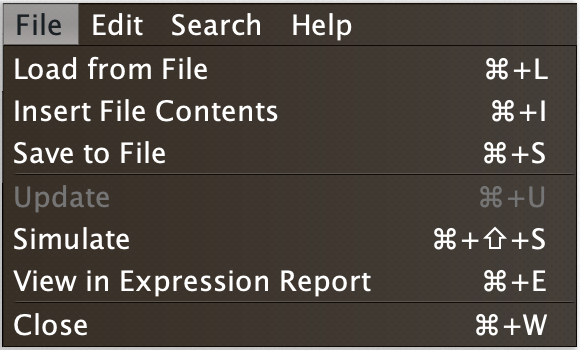 File Edit Search Help
Load from File ⌘+L
Insert File Contents ⌘+I
Save to File ⌘+S
Update ⌘+U
Simulate ⌘+⇧+S
View in Expression Report ⌘+E
Close ⌘+W